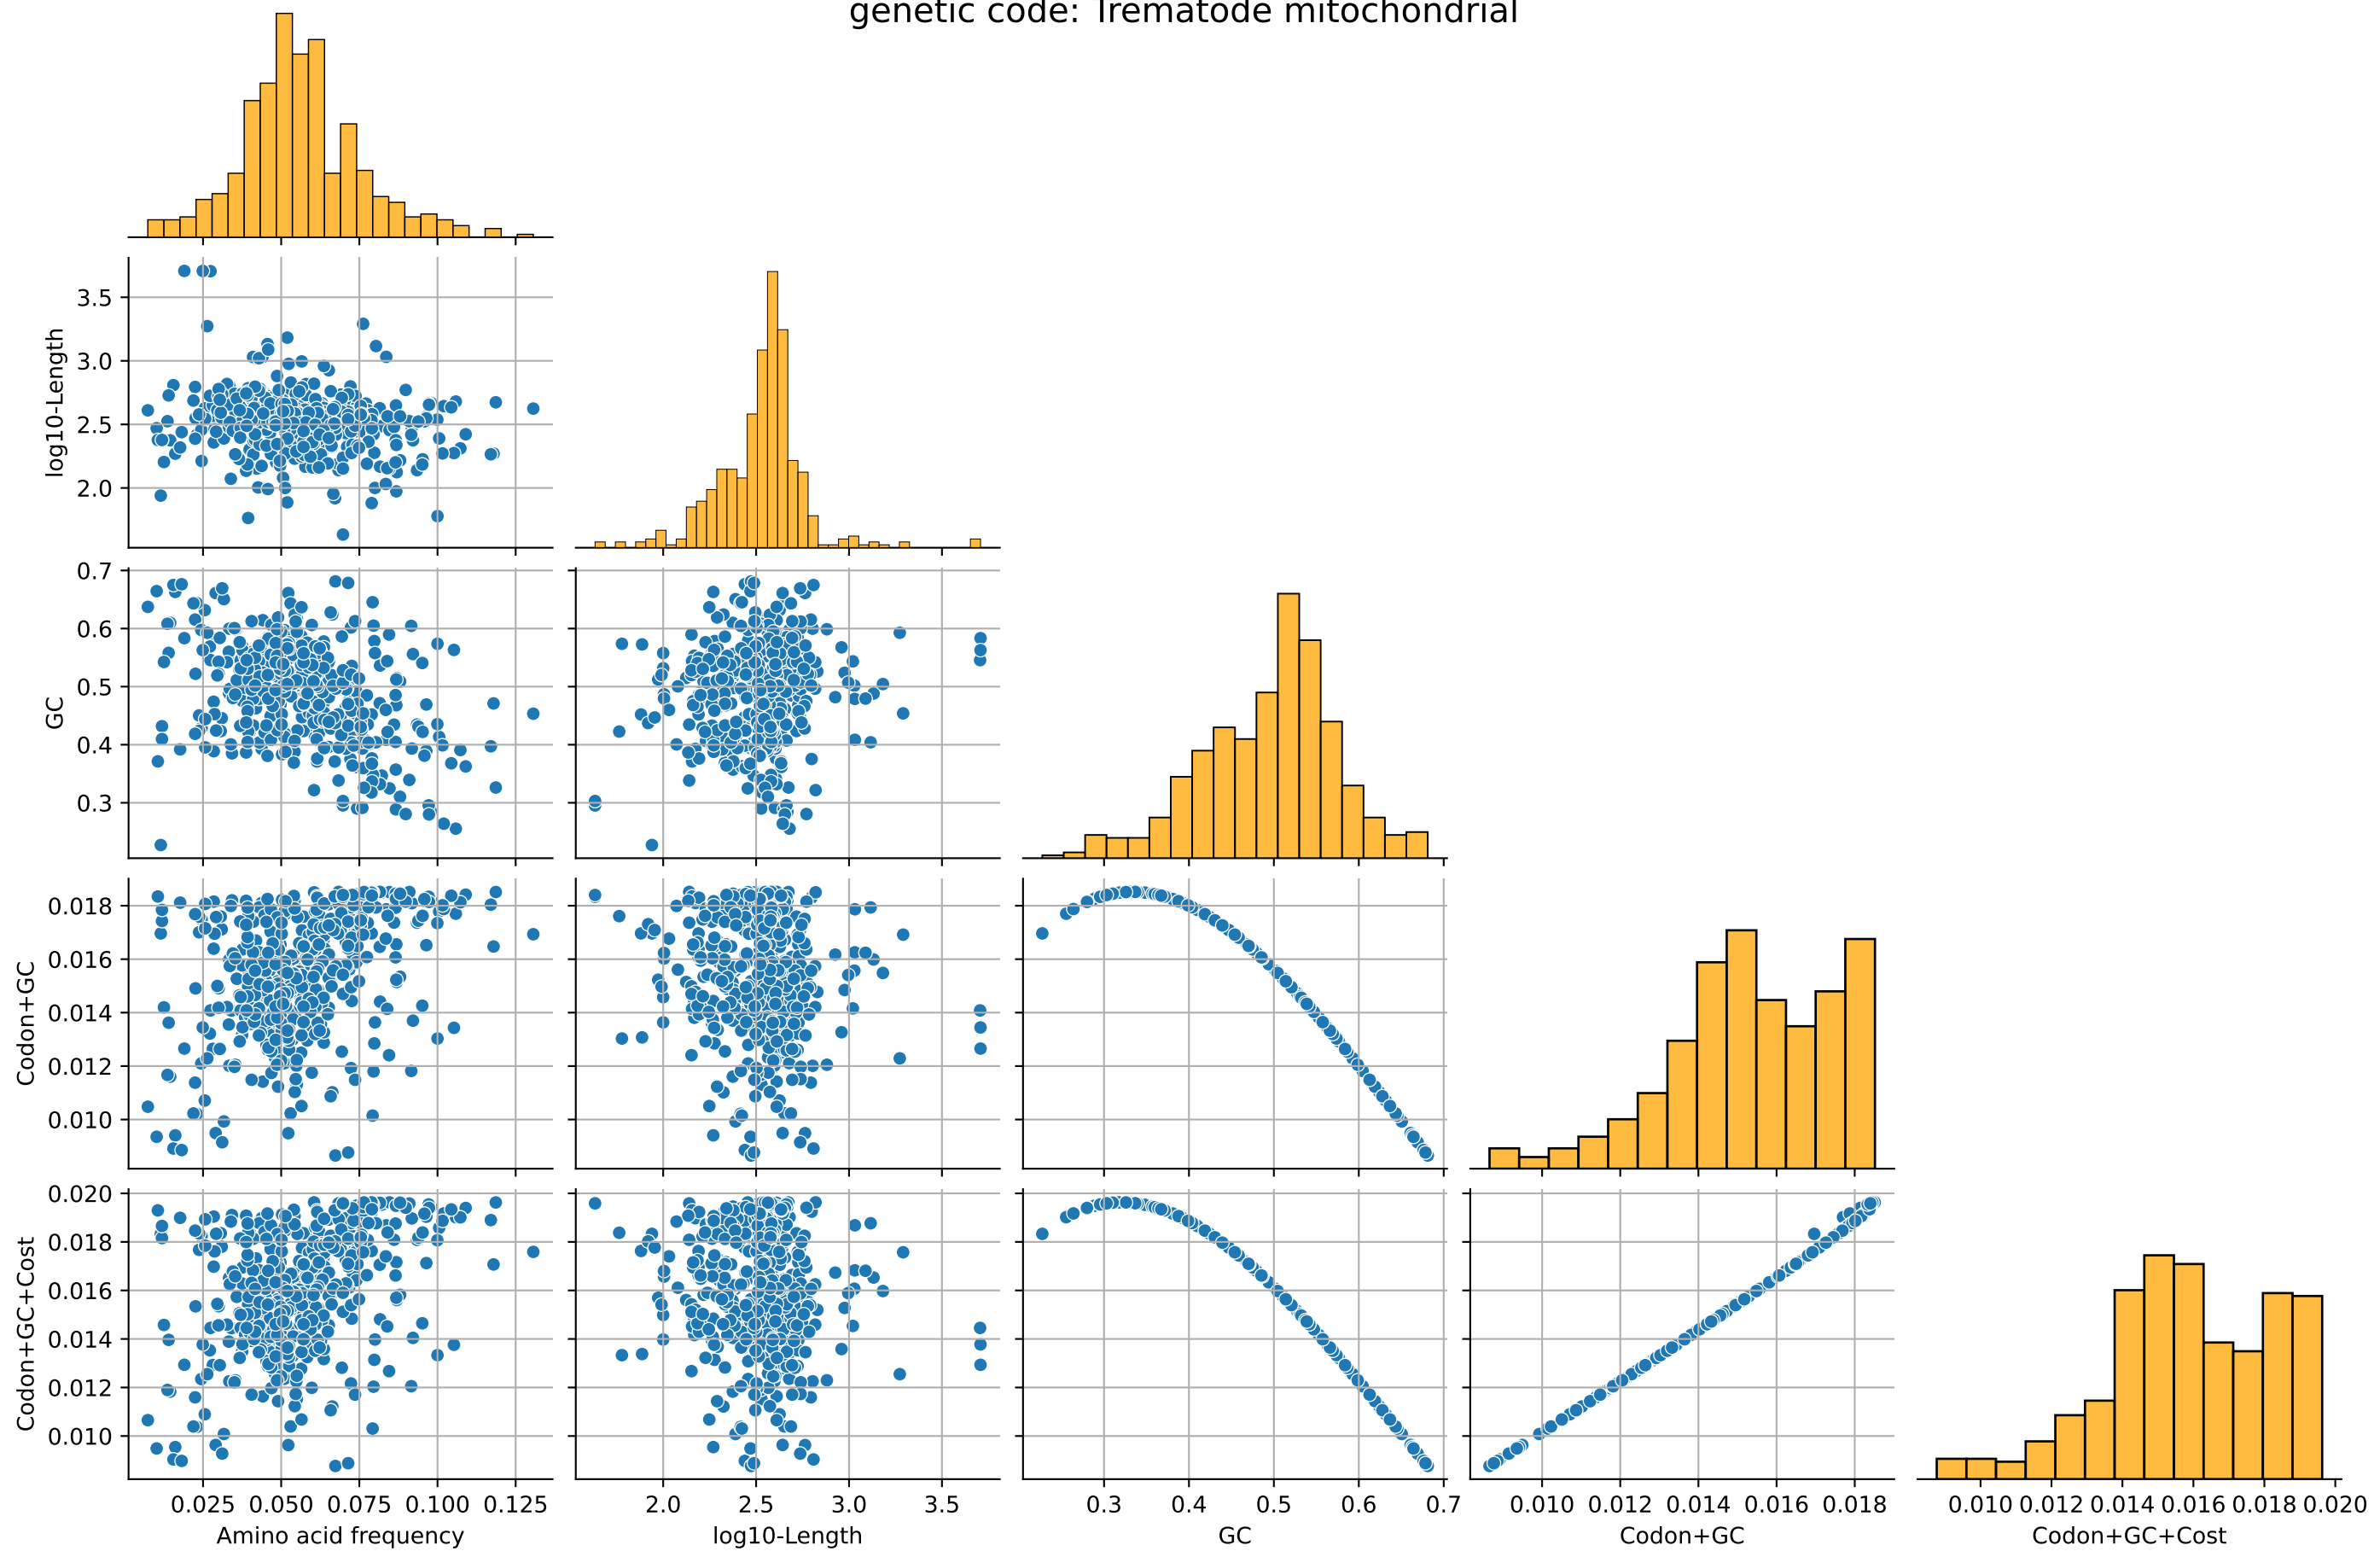 genetic code: Trematode mitochondrial
3.5
3.0
2.5
2.0
log10-Length
0.7
0.6
0.5
0.4
0.3
GC
0.018
0.016
0.014
0.012
0.010
Codon+GC
0.020
0.018
0.016
0.014
0.012
0.010
Codon+GC+Cost
0.025 0.050 0.075 0.100 0.125
Amino acid frequency
2.0 2.5 3.0 3.5
log10-Length
0.3 0.4 0.5 0.6 0.7
GC
0.010 0.012 0.014 0.016 0.018
Codon+GC
0.010 0.012 0.014 0.016 0.018 0.020
Codon+GC+Cost